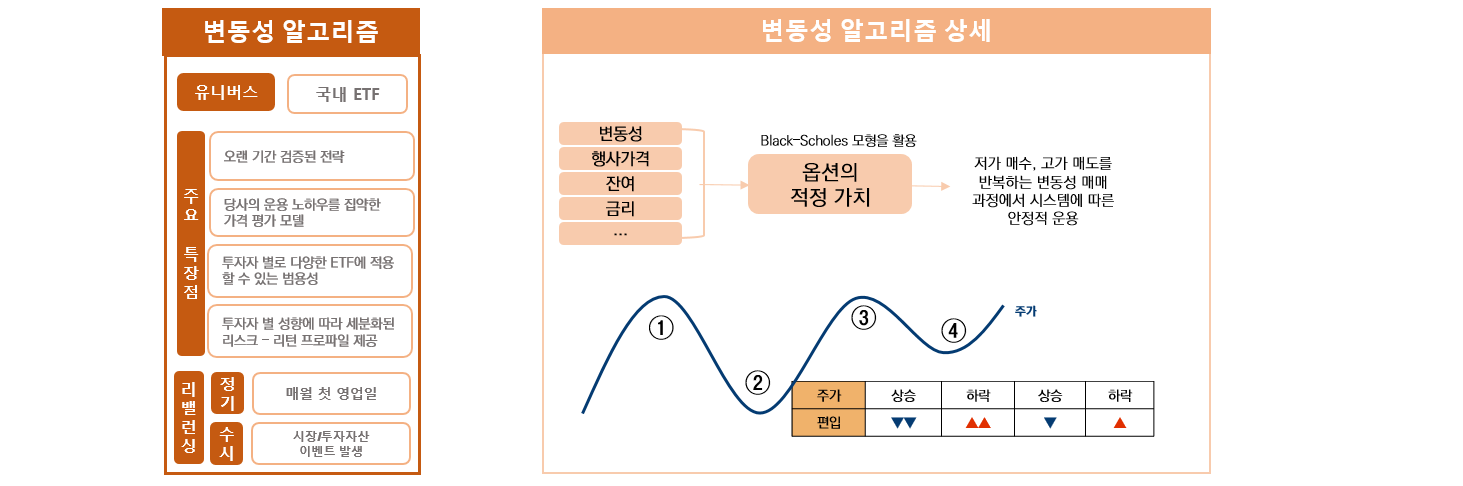 변동성 알고리즘
유니버스
국내 ETF
주요 특장점
오랜 기간 검증된 전략
당사의 운용 노하우를 집약한
가격 평가 모델
투자자 별로 다양한 ETF에 적용
할 수 있는 범용성
투자자 별 성향에 따라 세분화된
리스크 – 리턴 프로파일 제공
리밸런싱
정기
매월 첫 영업일
수시
시장/투자자산
이벤트 발생
변동성 알고리즘 상세
변동성
행사가격
잔여
금리
...
Black-Scholes 모형을 활용
옵션의
적정 가치
저가 매수, 고가 매도를
반복하는 변동성 매매
과정에서 시스템에 따른
안정적 운용
①
②
③
④
주가
주가 상승 하락 상승 하락
편입 ▼▼ ▲▲ ▼ ▲